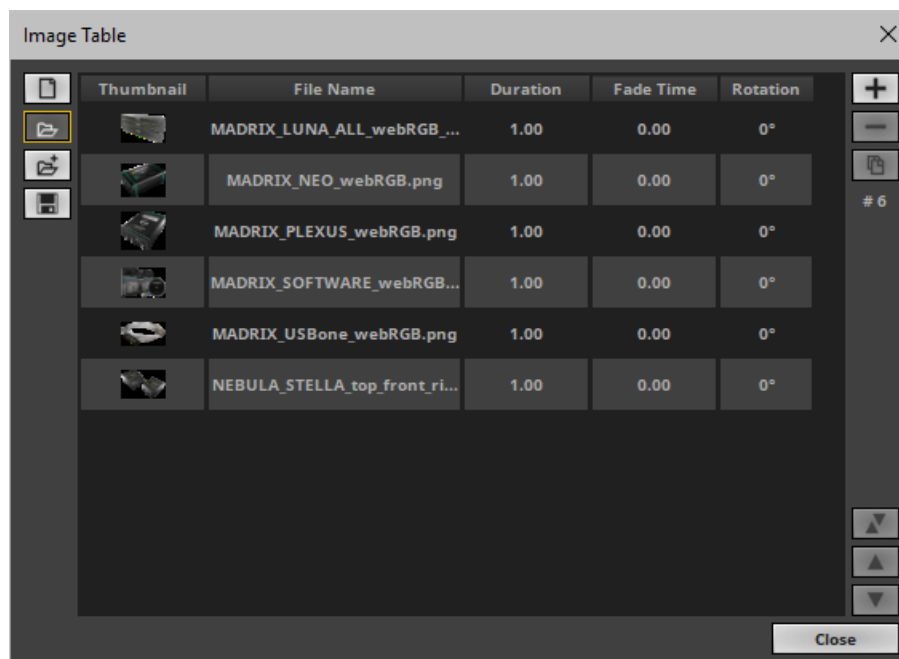 Image Table
Thumbnail File Name Duration Fade Time Rotation
MADRIX_LUNA_ALL_webRGB_... 1.00 0.00 0°
MADRIX_NEO_webRGB.png 1.00 0.00 0°
# 6
MADRIX_PLEXUS_webRGB.png 1.00 0.00 0°
MADRIX_SOFTWARE_webRGB... 1.00 0.00 0°
MADRIX_USBone_webRGB.png 1.00 0.00 0°
NEBULA_STELLA_top_front_ri... 1.00 0.00 0°
Close